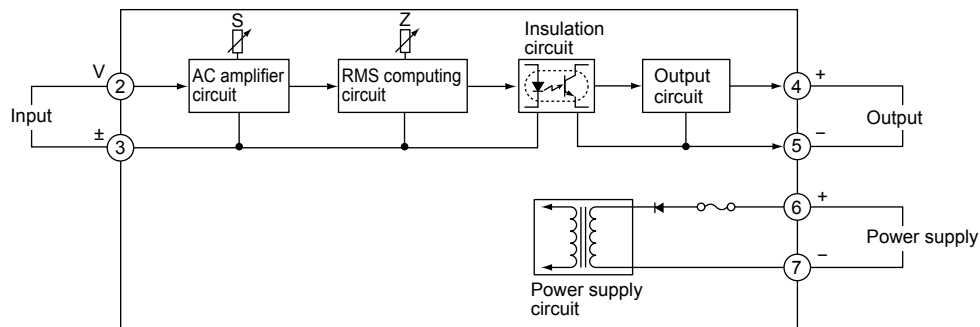 S
Z
Insulation
circuit
V
2
AC amplifier
circuit
RMS computing
circuit
Output
circuit
4
+
Input
Output
±
3
5
−
6
+
Power supply
7
−
Power supply
circuit